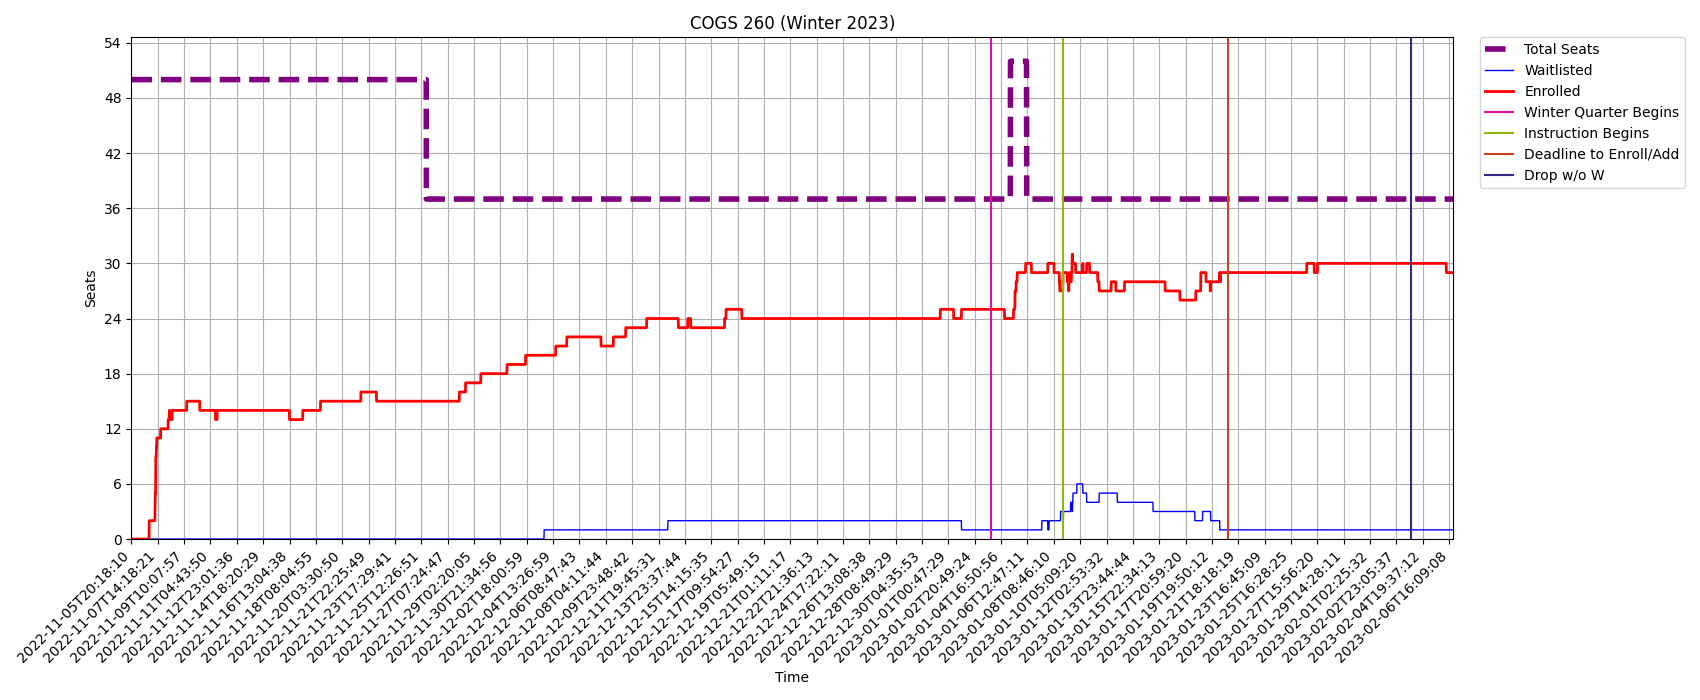 COGS 260 (Winter 2023)
54
48
42
36
30
24
18
12
6
0
Seats
Total Seats
Waitlisted
Enrolled
Winter Quarter Begins
Instruction Begins
Deadline to Enroll/Add
Drop w/o W
2022-11-05T20:18:10
2022-11-07T14:18:21
2022-11-09T10:07:57
2022-11-11T04:43:50
2022-11-12T23:01:36
2022-11-14T18:20:29
2022-11-16T13:04:38
2022-11-18T08:04:55
2022-11-20T03:30:50
2022-11-21T22:25:49
2022-11-23T17:29:41
2022-11-25T12:26:51
2022-11-27T07:24:47
2022-11-29T02:20:05
2022-11-30T21:34:56
2022-12-02T18:00:59
2022-12-04T13:26:59
2022-12-06T08:47:43
2022-12-08T04:11:44
2022-12-09T23:48:42
2022-12-11T19:45:31
2022-12-13T23:37:44
2022-12-15T14:15:35
2022-12-17T09:54:27
2022-12-19T05:49:15
2022-12-21T01:11:17
2022-12-22T21:36:13
2022-12-24T17:22:11
2022-12-26T13:08:38
2022-12-28T08:49:29
2022-12-30T04:35:53
2023-01-01T00:47:29
2023-01-02T20:49:24
2023-01-04T16:50:56
2023-01-06T12:47:11
2023-01-08T08:46:10
2023-01-10T05:09:20
2023-01-12T02:53:32
2023-01-13T23:44:44
2023-01-15T22:34:13
2023-01-17T20:59:20
2023-01-19T19:50:12
2023-01-21T18:18:19
2023-01-23T16:45:09
2023-01-25T16:28:25
2023-01-27T15:56:20
2023-01-29T14:28:11
2023-02-01T02:25:32
2023-02-02T23:05:37
2023-02-04T19:37:12
2023-02-06T16:09:08
Time